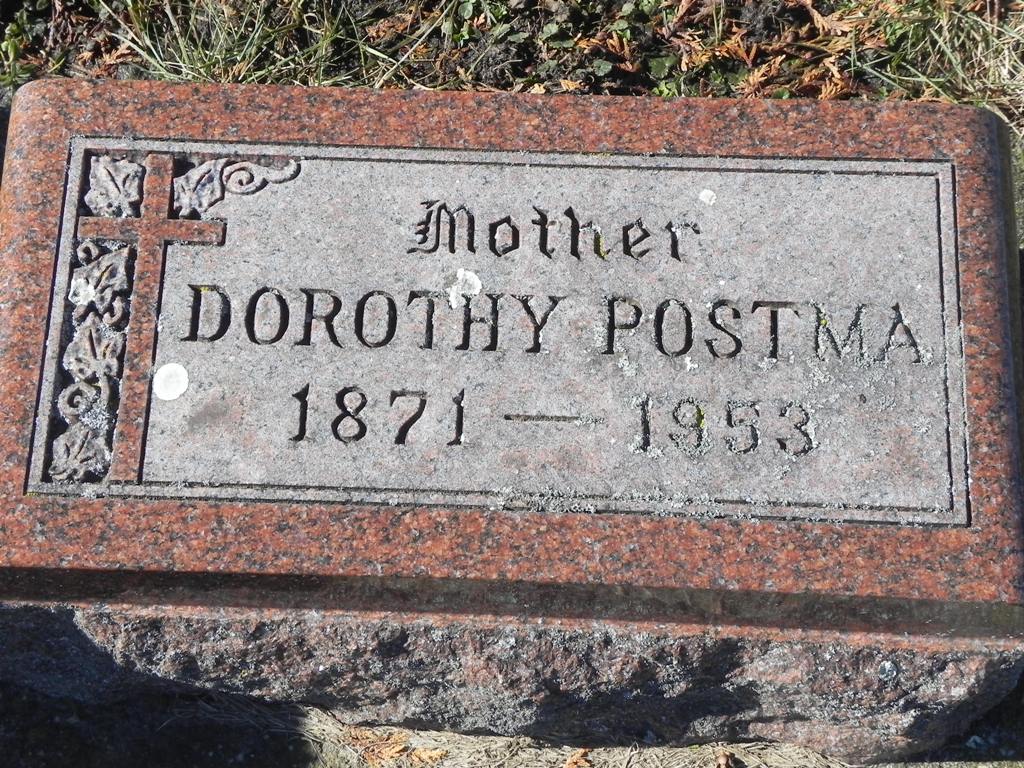 Mother
DOROTHY POSTMA
1871 — 1953